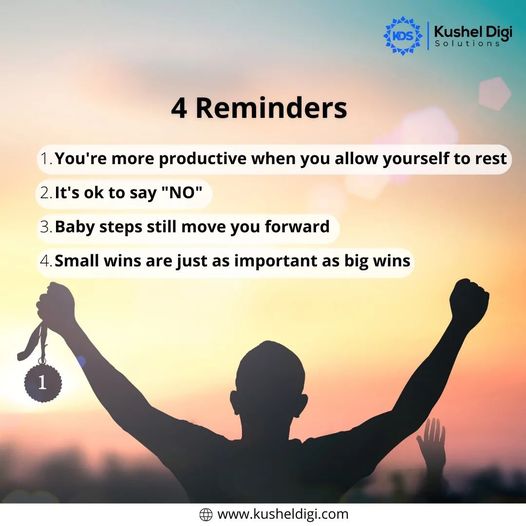 KDS
Kushel Digi
Solutions
4 Reminders
1. You're more productive when you allow yourself to rest
2. It's ok to say "NO"
3. Baby steps still move you forward
4. Small wins are just as important as big wins
1
www.kusheldigi.com